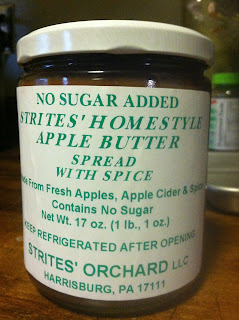 NO SUGAR ADDED
STRITES' HOMESTYLE
APPLE BUTTER
SPREAD
WITH SPICE
From Fresh Apples, Apple Cider & Spice
Contains No Sugar
Net. Wt. 17 oz. (1 lb., 1 oz.)
KEEP REFRIGERATED AFTER OPENING
STRITES' ORCHARD LLC
HARRISBURG, PA 17111